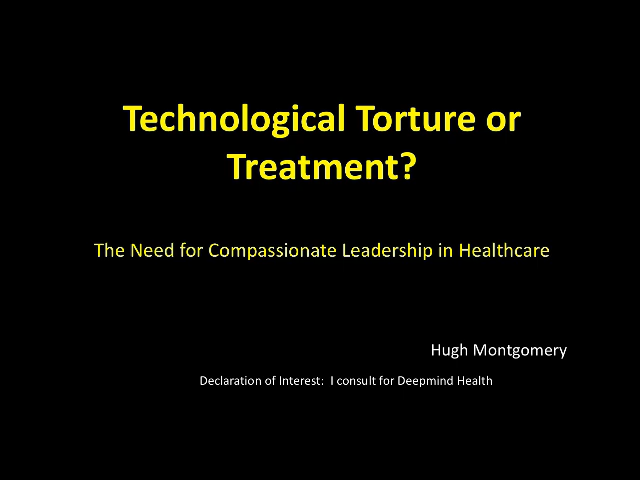 Technological Torture or
Treatment?
The Need for Compassionate Leadership in Healthcare
Hugh Montgomery
Declaration of Interest:  I consult for Deepmind Health